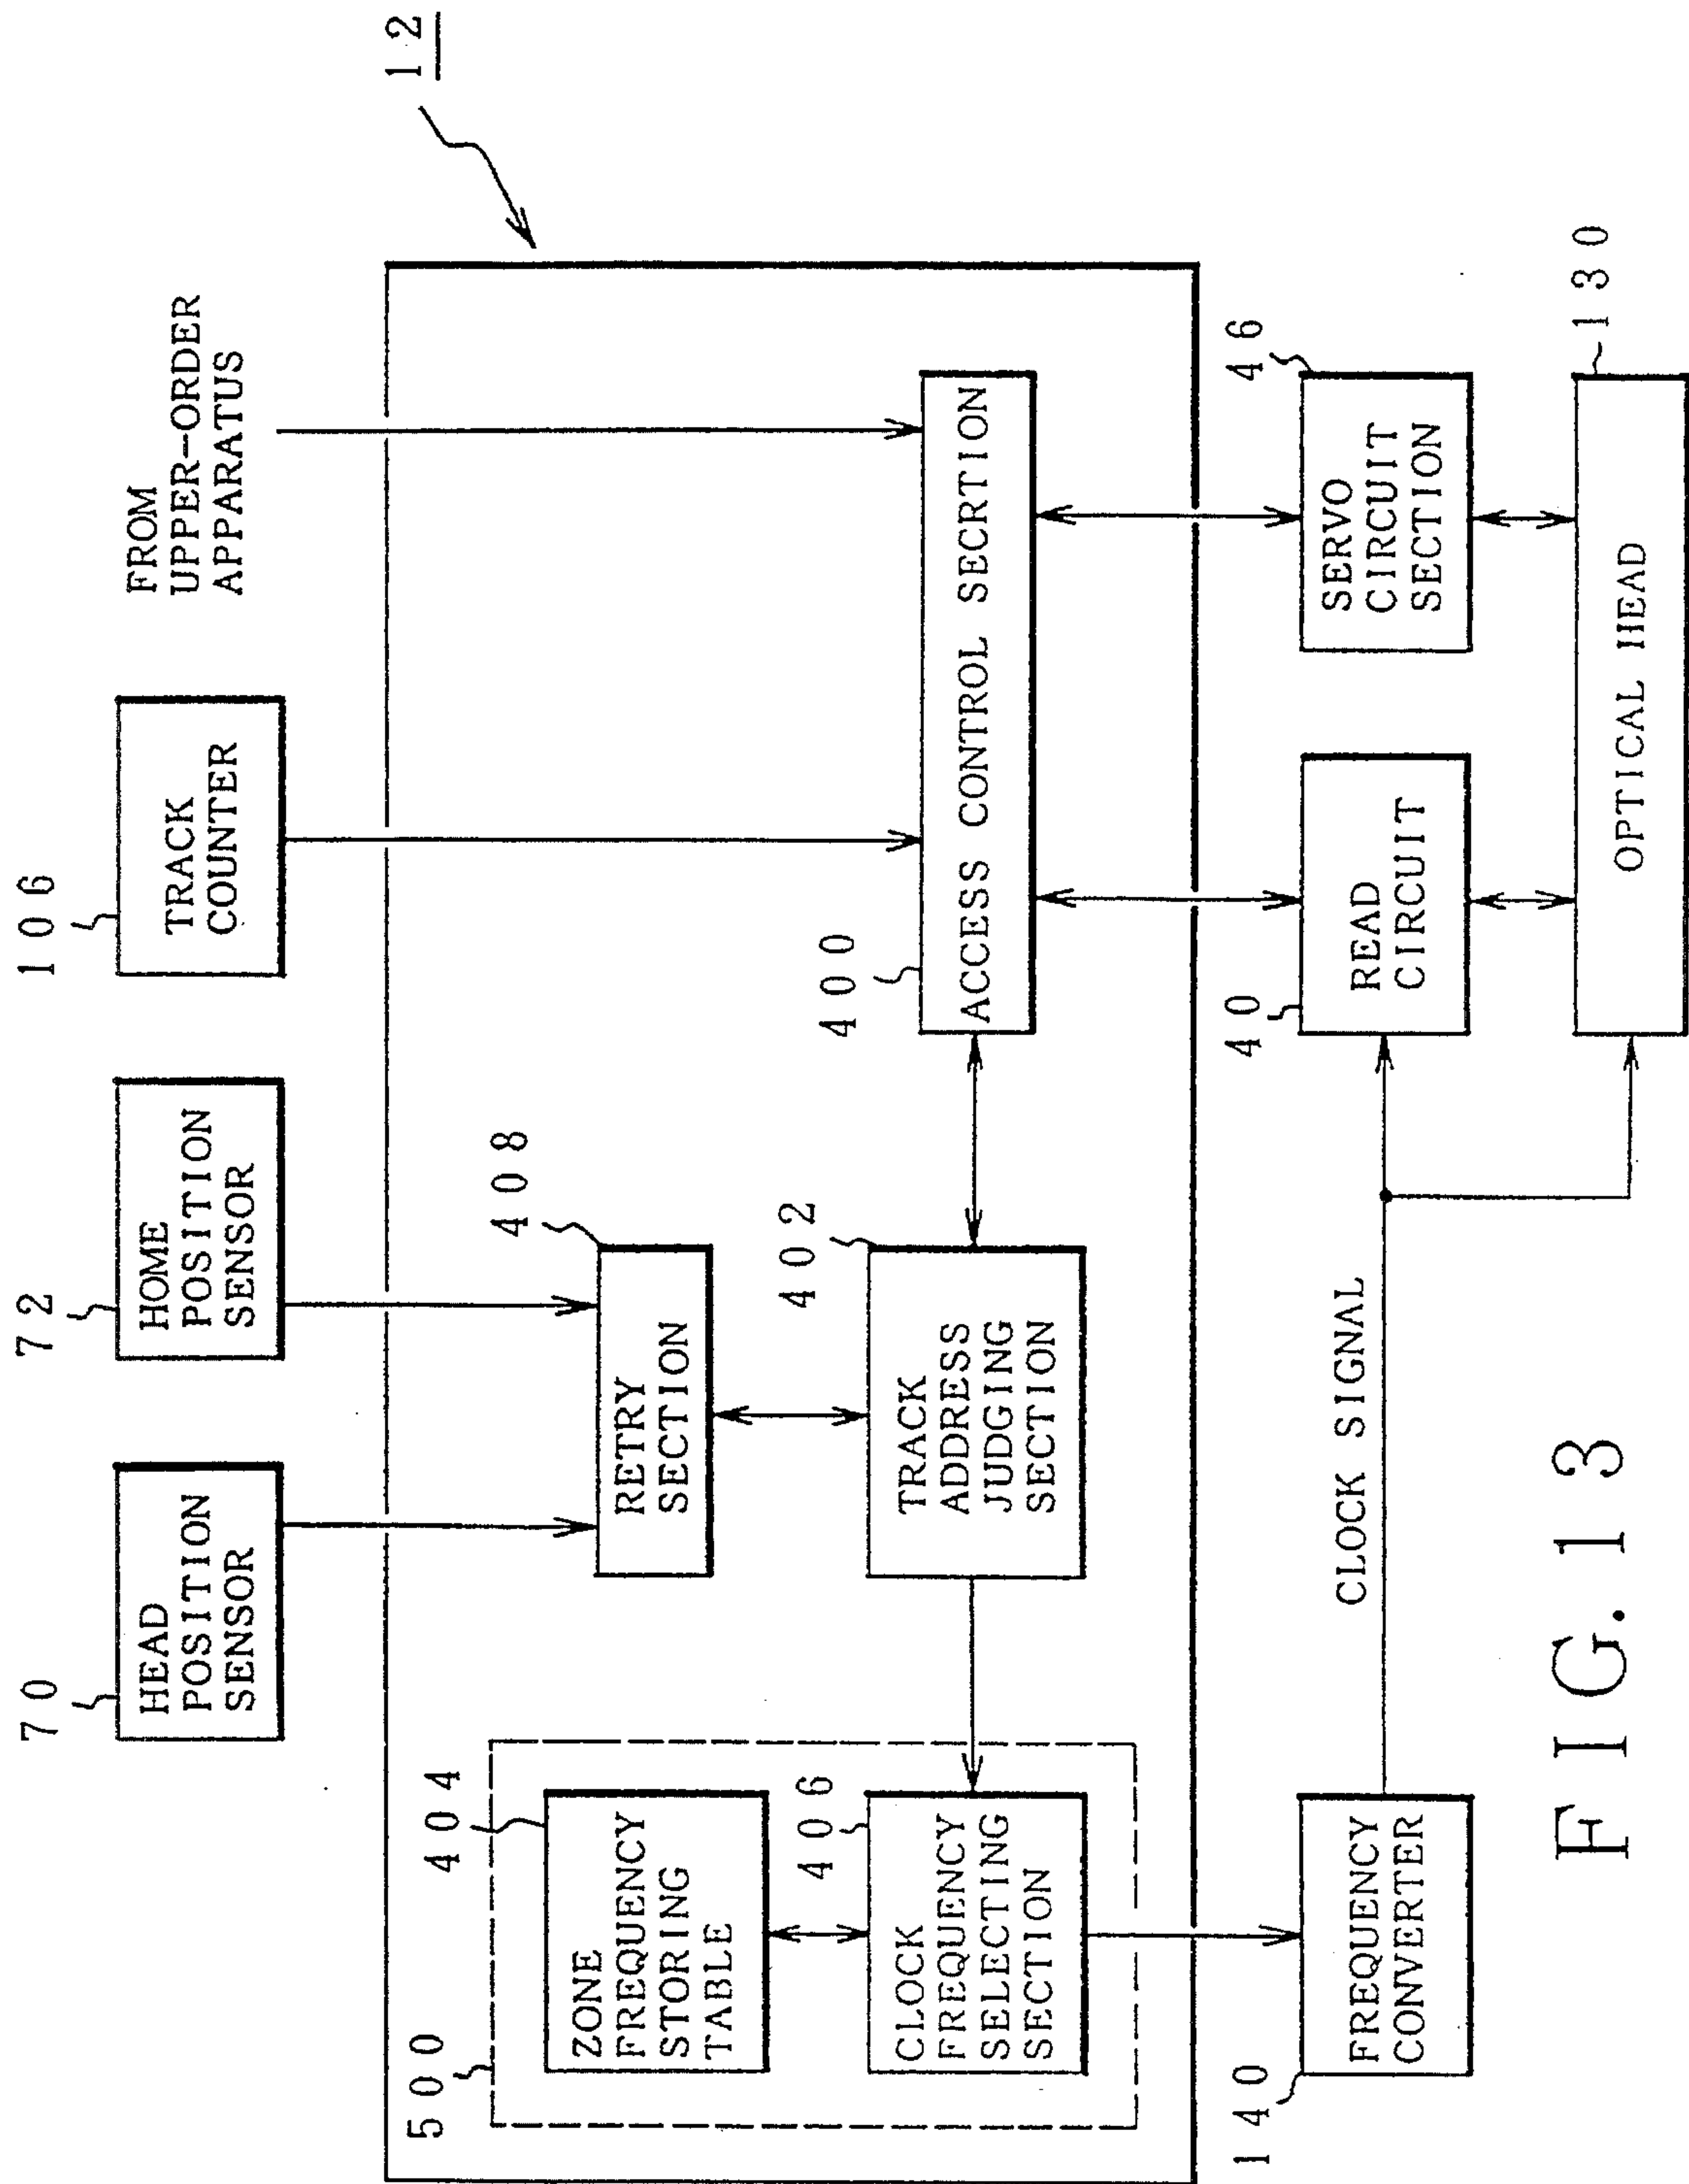 70
HEAD
POSITION
SENSOR
72
HOME
POSITION
SENSOR
106
TRACK
COUNTER
FROM
UPPER-ORDER
APPARATUS
12
500
404
ZONE
FREQUENCY
STORING
TABLE
408
RETRY
SECTION
406
CLOCK
FREQUENCY
SELECTING
SECTION
402
TRACK
ADDRESS
JUDGING
SECTION
400
ACCESS CONTROL SECRTION
140
FREQUENCY
CONVERTER
CLOCK SIGNAL
40
READ
CIRCUIT
46
SERVO
CIRCUIT
SECTION
130
OPTICAL HEAD
FIG. 13